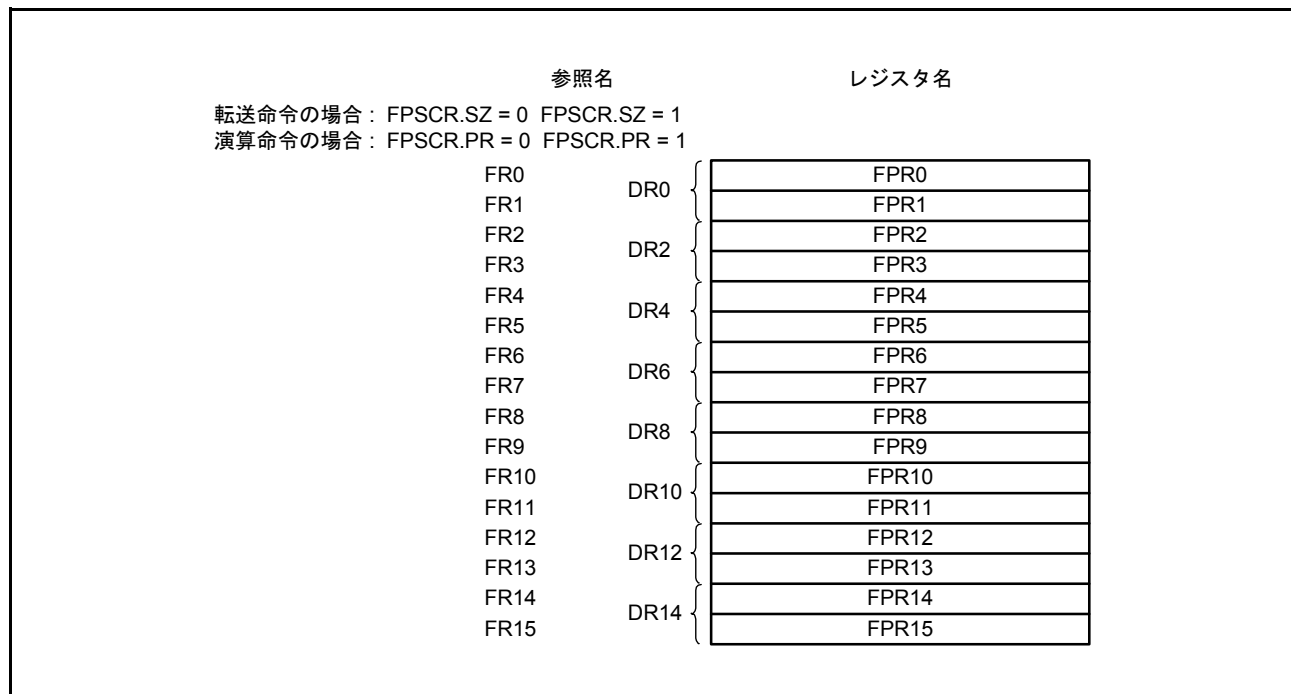 参照名 レジスタ名
転送命令の場合 : FPSCR.SZ = 0 FPSCR.SZ = 1
演算命令の場合 : FPSCR.PR = 0 FPSCR.PR = 1
FR0 FPR0
DR0
FR1 FPR1
FR2 FPR2
DR2
FR3 FPR3
FR4 FPR4
DR4
FR5 FPR5
FR6 FPR6
DR6
FR7 FPR7
FR8 FPR8
DR8
FR9 FPR9
FR10 FPR10
DR10
FR11 FPR11
FR12 FPR12
DR12
FR13 FPR13
FR14 FPR14
DR14
FR15 FPR15